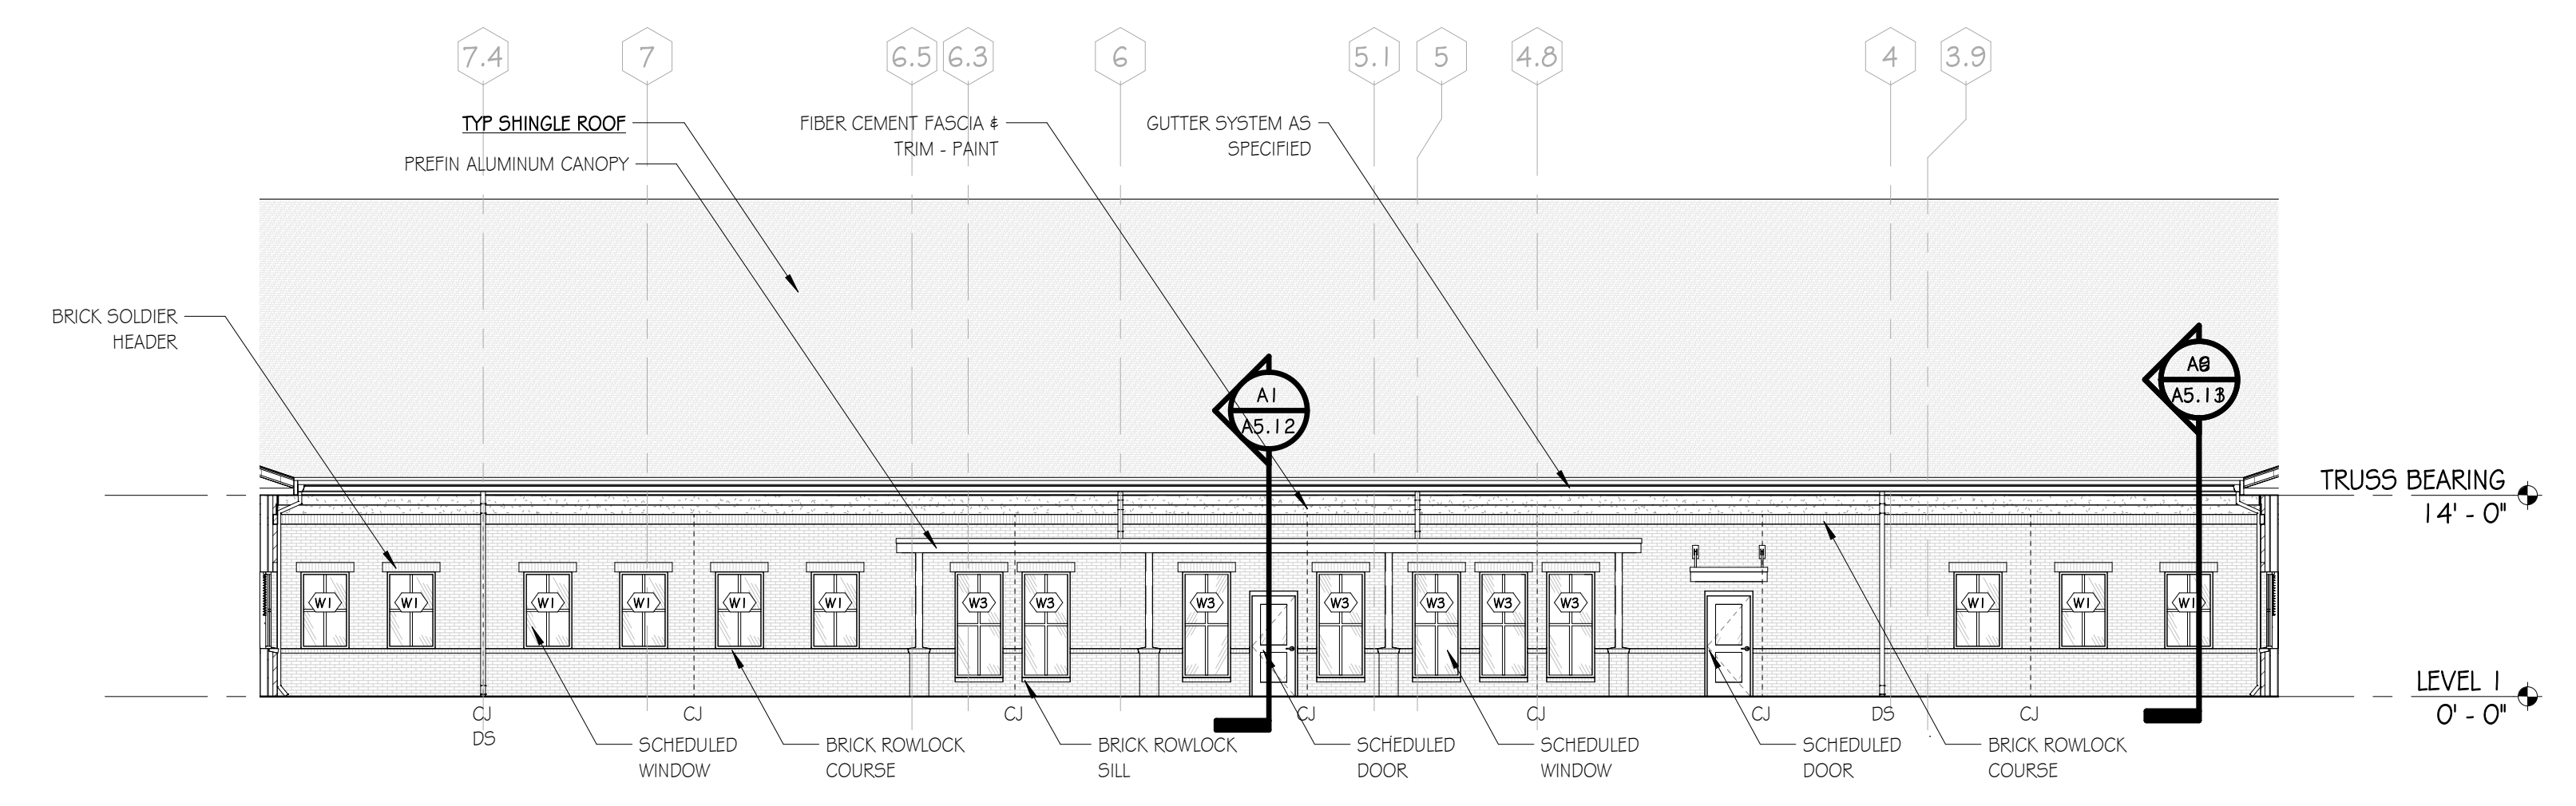 7.4
7
6.5
6.3
6
5.1
5
4.8
4
3.9
TYP SHINGLE ROOF
PREFIN ALUMINUM CANOPY
FIBER CEMENT FASCIA &
TRIM - PAINT
GUTTER SYSTEM AS
SPECIFIED
BRICK SOLDIER
HEADER
A1
A5.12
TRUSS BEARING
14' - 0"
W1
W1
W1
W1
W1
W1
W3
W3
W3
W3
W3
W3
W3
W1
W1
W1
LEVEL 1
0' - 0"
CJ
DS
CJ
CJ
CJ
CJ
CJ
DS
CJ
SCHEDULED
WINDOW
BRICK ROWLOCK
COURSE
BRICK ROWLOCK
SILL
SCHEDULED
DOOR
SCHEDULED
WINDOW
SCHEDULED
DOOR
BRICK ROWLOCK
COURSE